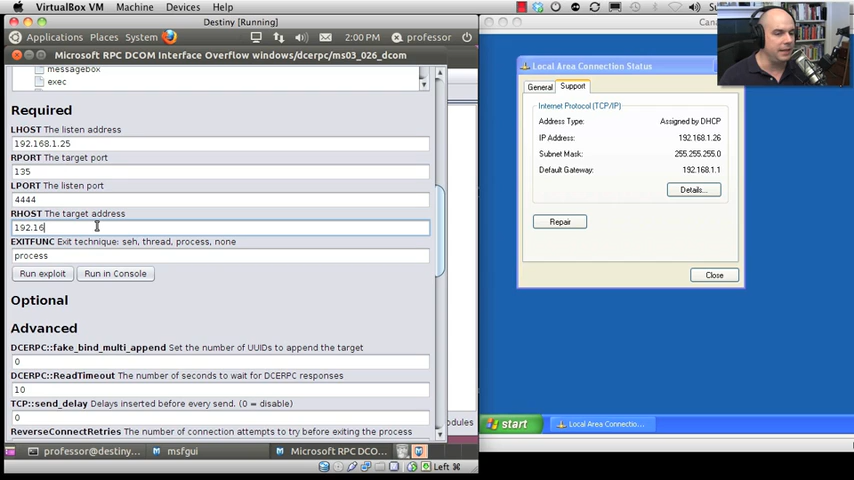 VirtualBox VM Machine Devices Help
Destiny [Running]
Applications Places System 2:00 PM professor
Microsoft RPC DCOM Interface Overflow windows/dcerpc/ms03_026_dcom
messagebox
exec
Required
LHOST The listen address
192.168.1.25
RPORT The target port
135
LPORT The listen port
4444
RHOST The target address
192.16
EXITFUNC Exit technique: seh, thread, process, none
process
Run exploit Run in Console
Optional
Advanced
DCERPC::fake_bind_multi_append Set the number of UUIDs to append the target
0
DCERPC::ReadTimeout The number of seconds to wait for DCERPC responses
10
TCP::send_delay Delays inserted before every send. (0 = disable)
0
ReverseConnectRetries The number of connection attempts to try before exiting the process
odules
professor@destiny... msfgui Microsoft RPC DCO...
Left ⌘
Local Area Connection Status
General Support
Internet Protocol (TCP/IP)
Address Type: Assigned by DHCP
IP Address: 192.168.1.26
Subnet Mask: 255.255.255.0
Default Gateway: 192.168.1.1
Details...
Repair
Close
start Local Area Connectio...